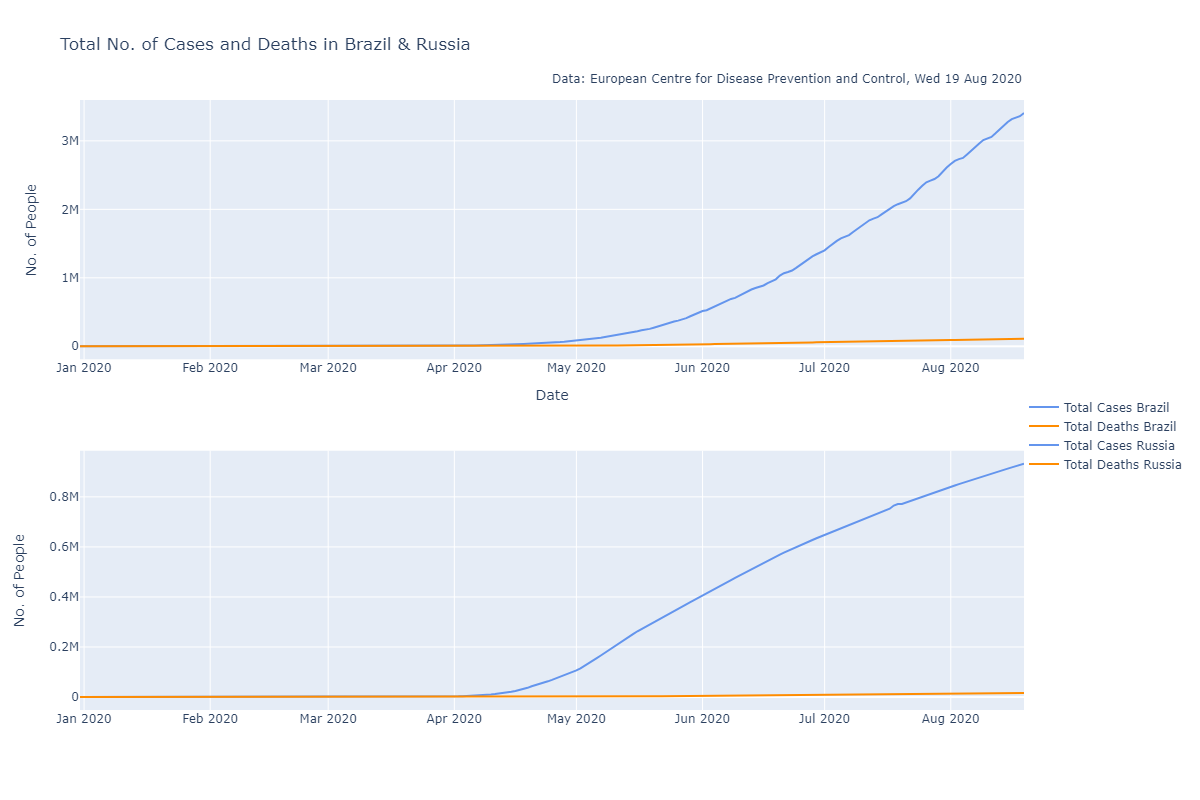 Total No. of Cases and Deaths in Brazil & Russia
Data: European Centre for Disease Prevention and Control, Wed 19 Aug 2020
3M
2M
1M
0
No. of People
Jan 2020 Feb 2020 Mar 2020 Apr 2020 May 2020 Jun 2020 Jul 2020 Aug 2020
Date
Total Cases Brazil
Total Deaths Brazil
Total Cases Russia
Total Deaths Russia
0.8M
0.6M
0.4M
0.2M
0
No. of People
Jan 2020 Feb 2020 Mar 2020 Apr 2020 May 2020 Jun 2020 Jul 2020 Aug 2020